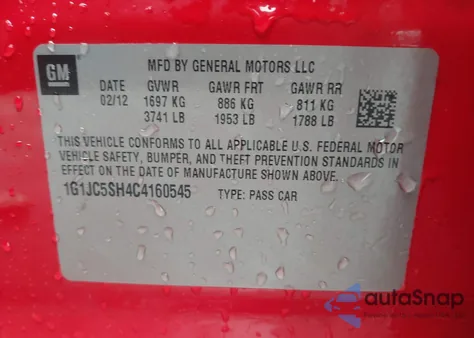 GM
MFD BY GENERAL MOTORS LLC
DATE GVWR GAWR FRT GAWR RR
02/12 1697 KG 886 KG 811 KG
3741 LB 1953 LB 1788 LB
THIS VEHICLE CONFORMS TO ALL APPLICABLE U.S. FEDERAL MOTOR
VEHICLE SAFETY, BUMPER, AND THEFT PREVENTION STANDARDS IN
EFFECT ON THE DATE OF MANUFACTURE SHOWN ABOVE.
1G1JC5SH4C4160545 TYPE: PASS CAR
autoSnap